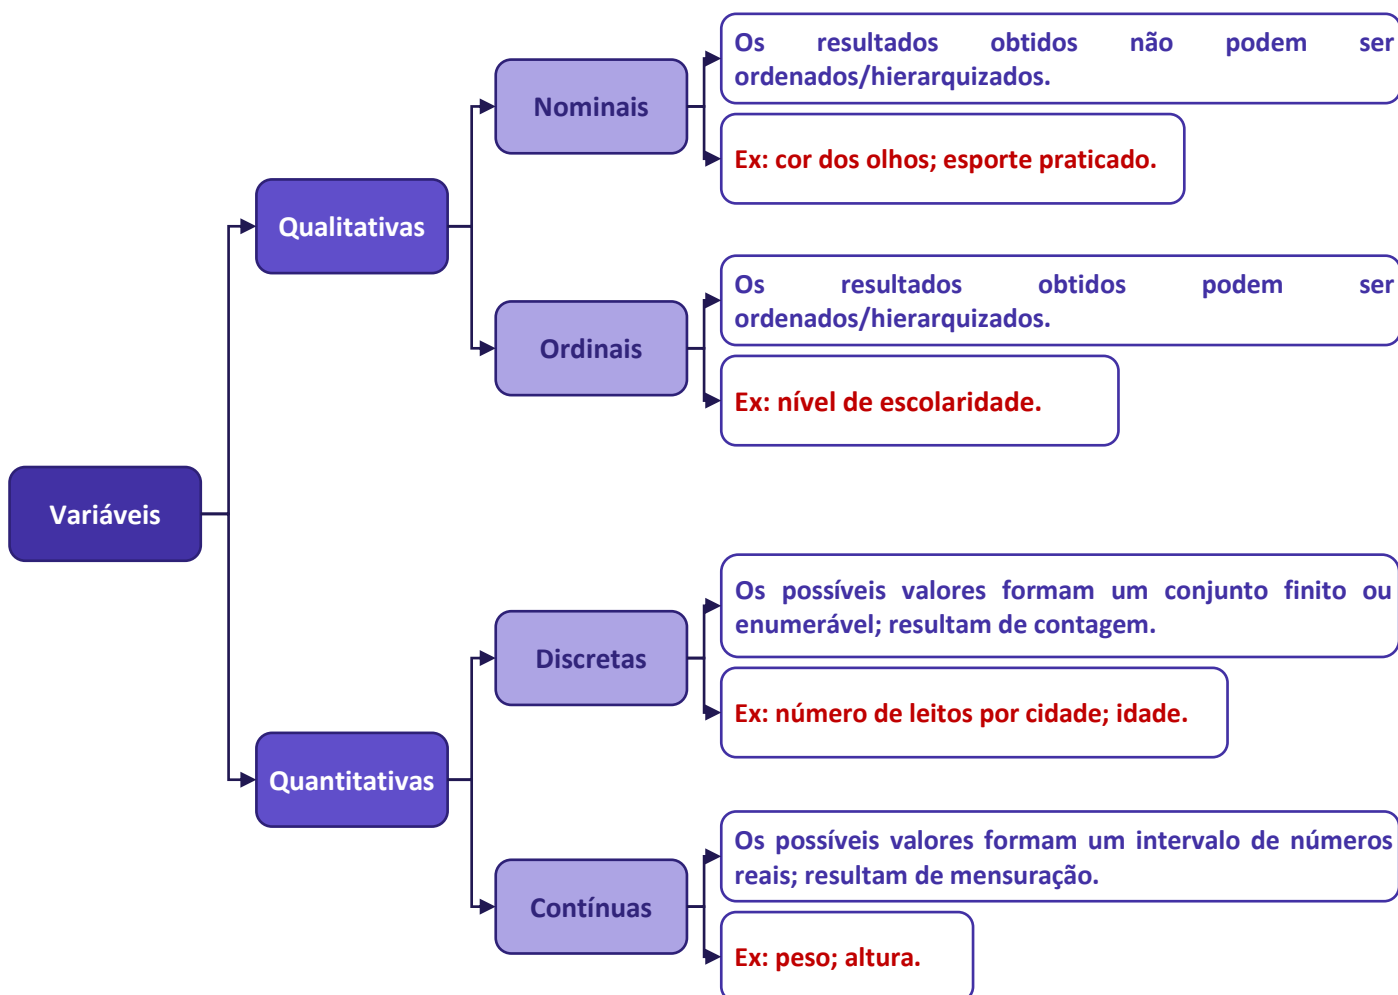 Os resultados obtidos não podem ser
ordenados/hierarquizados.
Nominais
Ex: cor dos olhos; esporte praticado.
Qualitativas
Os resultados obtidos podem ser
ordenados/hierarquizados.
Ordinais
Ex: nível de escolaridade.
Variáveis
Os possíveis valores formam um conjunto finito ou
enumerável; resultam de contagem.
Discretas
Ex: número de leitos por cidade; idade.
Quantitativas
Os possíveis valores formam um intervalo de números
reais; resultam de mensuração.
Contínuas
Ex: peso; altura.